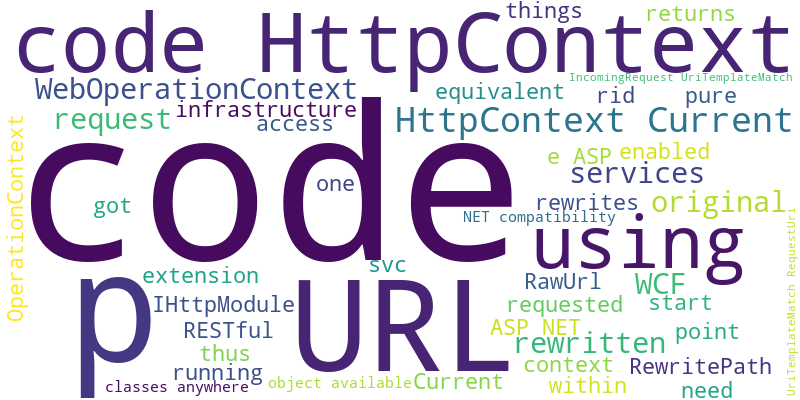 things
returns
code HttpContext
IncomingRequest UriTemplateMatch
WebOperationContext
equivalent
rid
pure
infrastructure
request
access
HttpContext Current
OperationContext
code
e ASP
enabled
services
one
got
rewrites
original
NET compatibility
using
svc
extension
p
URL
RawUrl
WCF
IHttpModule
requested
start
UriTemplateMatch RequestUri
RESTful
ASP NET
point
rewritten
thus
context
RewritePath
running
object available
Current
within
need
classes anywhere